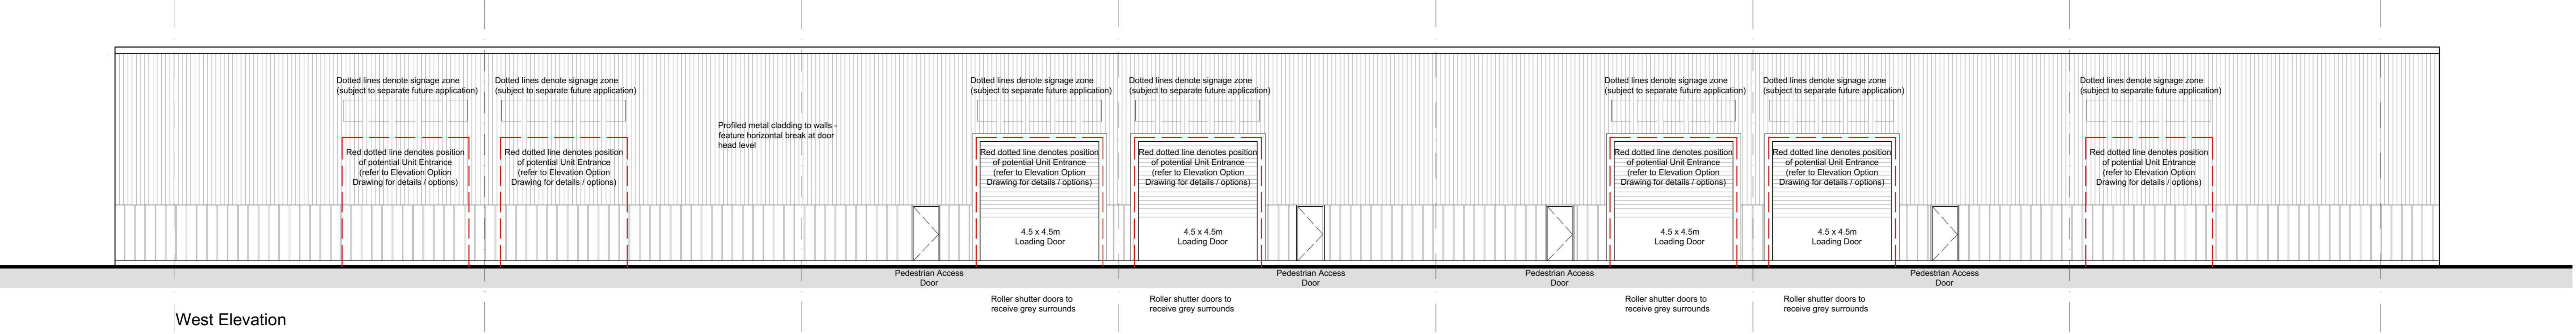 Dotted lines denote signage zone
(subject to separate future application)
Dotted lines denote signage zone
(subject to separate future application)
Dotted lines denote signage zone
(subject to separate future application)
Dotted lines denote signage zone
(subject to separate future application)
Dotted lines denote signage zone
(subject to separate future application)
Dotted lines denote signage zone
(subject to separate future application)
Dotted lines denote signage zone
(subject to separate future application)
Profiled metal cladding to walls -
feature horizontal break at door
head level
Red dotted line denotes position
of potential Unit Entrance
(refer to Elevation Option
Drawing for details / options)
Red dotted line denotes position
of potential Unit Entrance
(refer to Elevation Option
Drawing for details / options)
Red dotted line denotes position
of potential Unit Entrance
(refer to Elevation Option
Drawing for details / options)
Red dotted line denotes position
of potential Unit Entrance
(refer to Elevation Option
Drawing for details / options)
Red dotted line denotes position
of potential Unit Entrance
(refer to Elevation Option
Drawing for details / options)
Red dotted line denotes position
of potential Unit Entrance
(refer to Elevation Option
Drawing for details / options)
Red dotted line denotes position
of potential Unit Entrance
(refer to Elevation Option
Drawing for details / options)
4.5 x 4.5m
Loading Door
4.5 x 4.5m
Loading Door
4.5 x 4.5m
Loading Door
4.5 x 4.5m
Loading Door
Pedestrian Access
Door
Pedestrian Access
Door
Pedestrian Access
Door
Pedestrian Access
Door
Roller shutter doors to
receive grey surrounds
Roller shutter doors to
receive grey surrounds
Roller shutter doors to
receive grey surrounds
Roller shutter doors to
receive grey surrounds
West Elevation